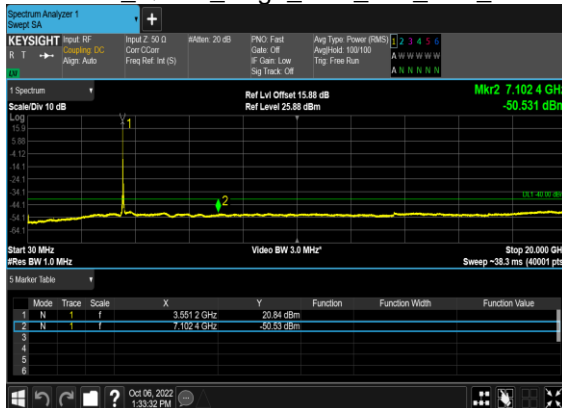 Spectrum Analyzer 1
Swept SA
+
KEYSIGHT Input: RF Input Z: 50 Ω #Atten: 20 dB PNO: Fast Avg Type: Power (RMS) 1 2 3 4 5 6
R T Coupling: DC Corr CCorr Gate: Off Avg|Hold: 100/100 A W W W W W
Align: Auto Freq Ref: Int (S) IF Gain: Low Trig: Free Run
Sig Track: Off A N N N N N
1 Spectrum Ref Lvl Offset 15.88 dB Mkr2 7.102 4 GHz
Scale/Div 10 dB Ref Level 25.88 dBm -50.531 dBm
Log
15.9
5.88
-4.12
-14.1
-24.1
-34.1
-44.1
-54.1
-64.1
1
2
Start 30 MHz Video BW 3.0 MHz* Stop 20.000 GH
#Res BW 1.0 MHz Sweep ~38.3 ms (40001 pts
5 Marker Table
Mode Trace Scale X Y Function Function Width Function Value
1 N 1 f 3.551 2 GHz 20.84 dBm
2 N 1 f 7.102 4 GHz -50.53 dBm
3
4
5
6
? Oct 06, 2022
1:33:32 PM